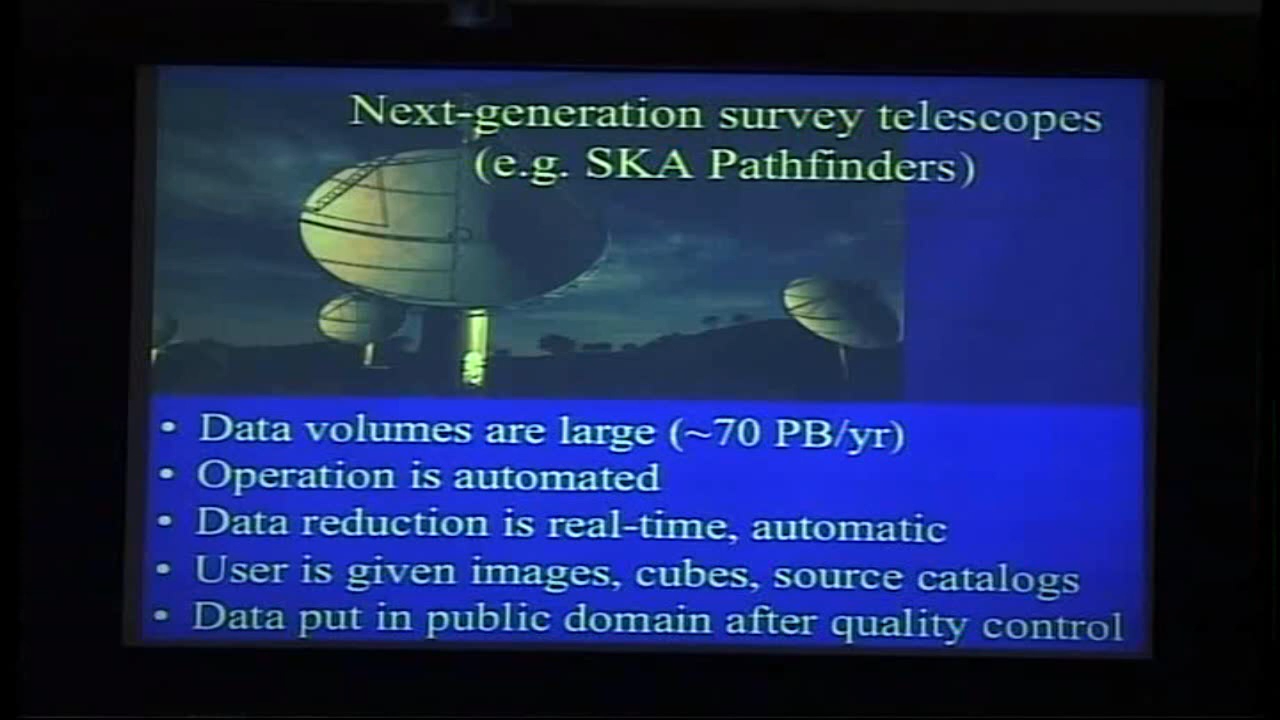 Next-generation survey telescopes
(e.g. SKA Pathfinders)
• Data volumes are large (~70 PB/yr)
• Operation is automated
• Data reduction is real-time, automatic
• User is given images, cubes, source catalogs
• Data put in public domain after quality control